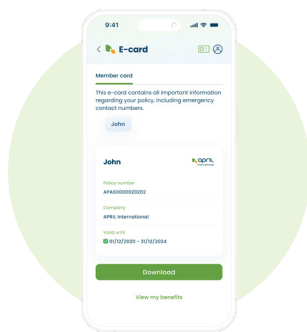 9:41
E-card
Member card
This e-card contains all important information
regarding your policy, including emergency
contact numbers.
John
John
april
international
Policy number
APAS0000020202
Company
APRIL International
Valid until
01/12/2020 - 31/12/2024
Download
View my benefits